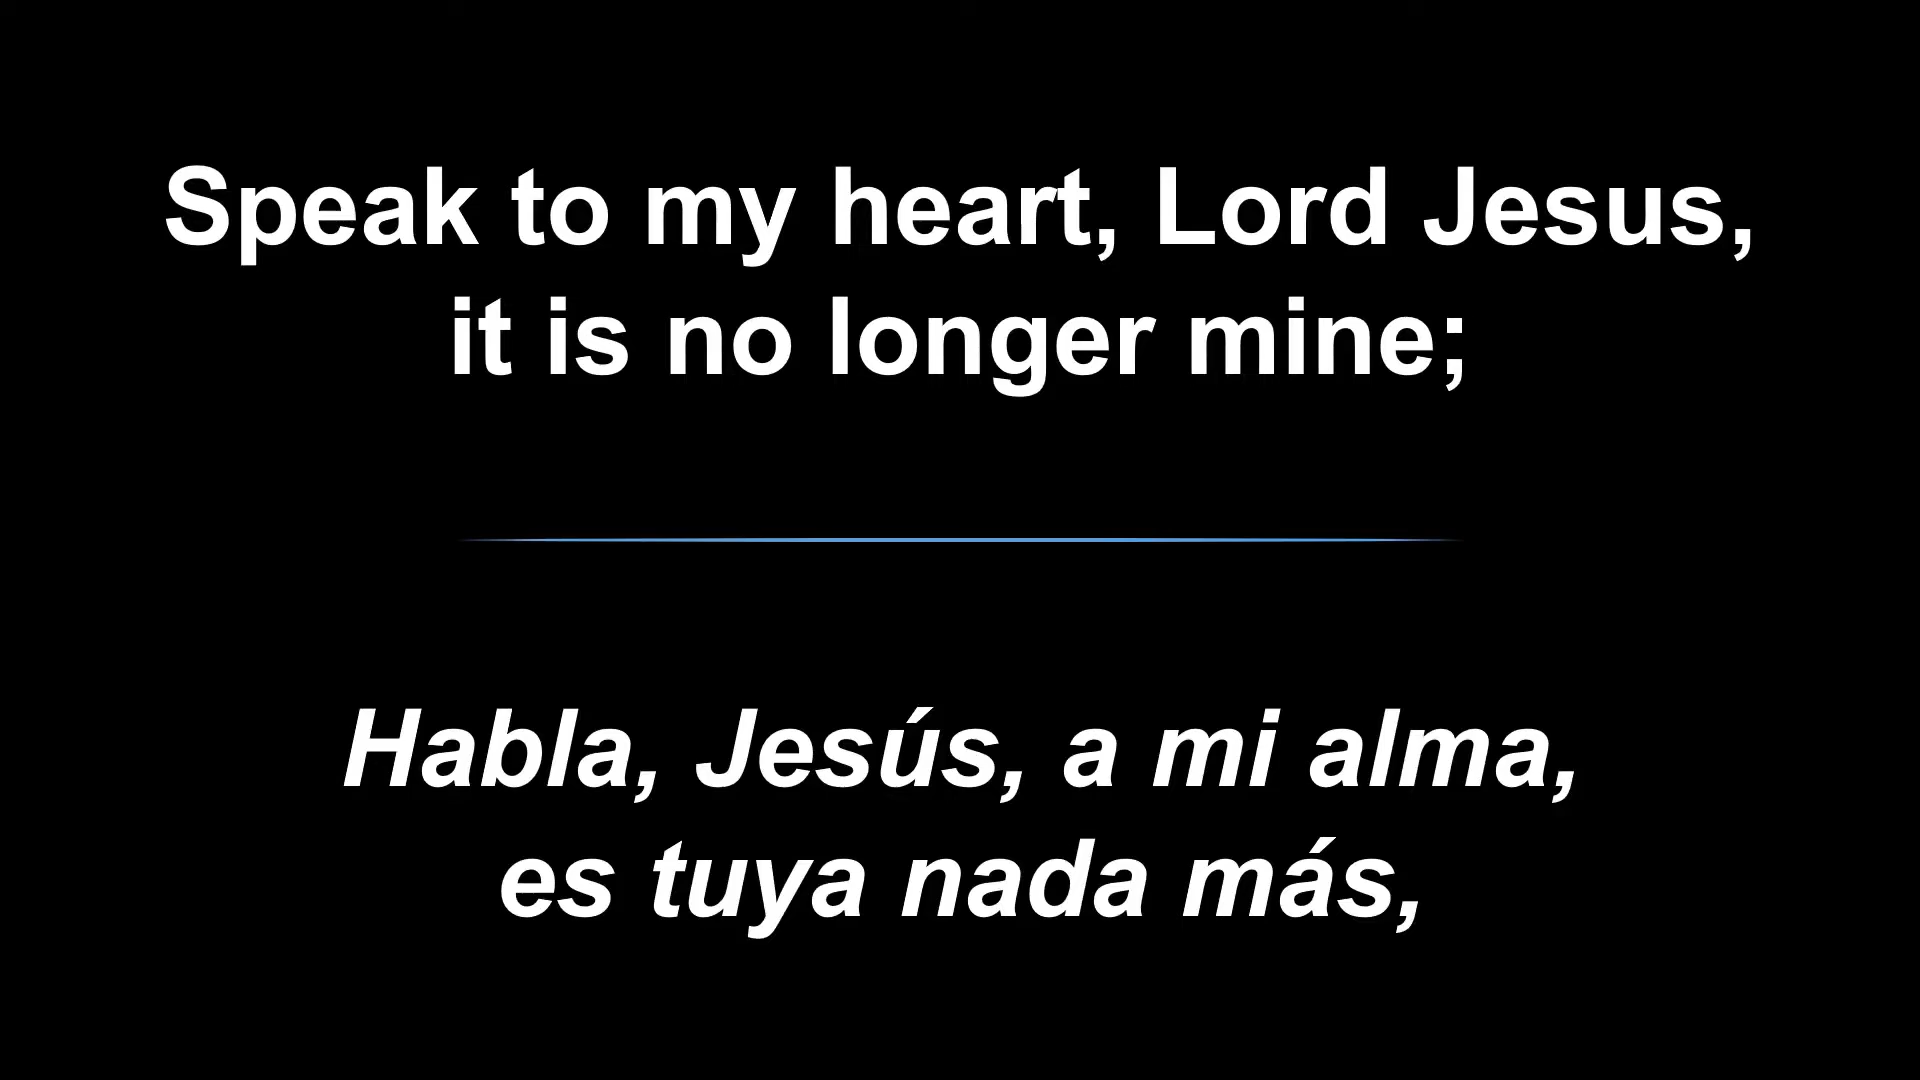 Speak to my heart, Lord Jesus,
it is no longer mine;
Habla, Jesús, a mi alma,
es tuya nada más,